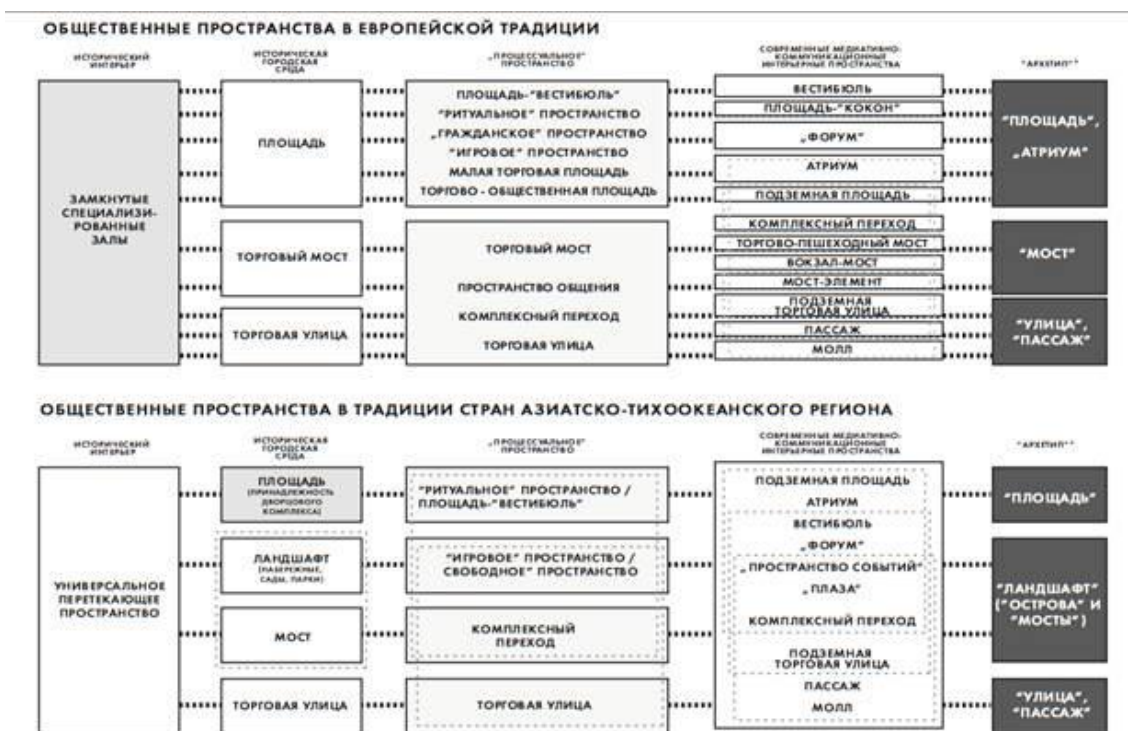 ОБЩЕСТВЕННЫЕ ПРОСТРАНСТВА В ЕВРОПЕЙСКОЙ ТРАДИЦИИ
ИСТОРИЧЕСКИЙ
ИНТЕРЬЕР
ИСТОРИЧЕСКАЯ
ГОРОДСКАЯ
СРЕДА
„ПРОЦЕССУАЛЬНОЕ"
ПРОСТРАНСТВО
СОВРЕМЕННЫЕ МЕДИАТИВНО-
КОММУНИКАЦИОННЫЕ
ИНТЕРЬЕРНЫЕ ПРОСТРАНСТВА
"АРХЕТИП"*
ЗАМКНУТЫЕ
СПЕЦИАЛИЗИ-
РОВАННЫЕ
ЗАЛЫ
ПЛОЩАДЬ
ТОРГОВЫЙ МОСТ
ТОРГОВАЯ УЛИЦА
ПЛОЩАДЬ-"ВЕСТИБЮЛЬ"
"РИТУАЛЬНОЕ" ПРОСТРАНСТВО
„ГРАЖДАНСКОЕ" ПРОСТРАНСТВО
"ИГРОВОЕ" ПРОСТРАНСТВО
МАЛАЯ ТОРГОВАЯ ПЛОЩАДЬ
ТОРГОВО - ОБЩЕСТВЕННАЯ ПЛОЩАДЬ
ТОРГОВЫЙ МОСТ
ПРОСТРАНСТВО ОБЩЕНИЯ
КОМПЛЕКСНЫЙ ПЕРЕХОД
ТОРГОВАЯ УЛИЦА
ВЕСТИБЮЛЬ
ПЛОЩАДЬ-"КОКОН"
„ФОРУМ"
АТРИУМ
ПОДЗЕМНАЯ ПЛОЩАДЬ
КОМПЛЕКСНЫЙ ПЕРЕХОД
ТОРГОВО-ПЕШЕХОДНЫЙ МОСТ
ВОКЗАЛ-МОСТ
МОСТ-ЭЛЕМЕНТ
ПОДЗЕМНАЯ
ТОРГОВАЯ УЛИЦА
ПАССАЖ
МОЛЛ
"ПЛОЩАДЬ",
„АТРИУМ"
"МОСТ"
"УЛИЦА",
"ПАССАЖ"
ОБЩЕСТВЕННЫЕ ПРОСТРАНСТВА В ТРАДИЦИИ СТРАН АЗИАТСКО-ТИХООКЕАНСКОГО РЕГИОНА
ИСТОРИЧЕСКИЙ
ИНТЕРЬЕР
ИСТОРИЧЕСКАЯ
ГОРОДСКАЯ
СРЕДА
„ПРОЦЕССУАЛЬНОЕ"
ПРОСТРАНСТВО
СОВРЕМЕННЫЕ МЕДИАТИВНО-
КОММУНИКАЦИОННЫЕ
ИНТЕРЬЕРНЫЕ ПРОСТРАНСТВА
"АРХЕТИП"*
УНИВЕРСАЛЬНОЕ
ПЕРЕТЕКАЮЩЕЕ
ПРОСТРАНСТВО
ПЛОЩАДЬ
(ПРИНАДЛЕЖНОСТЬ
ДВОРЦОВОГО
КОМПЛЕКСА)
ЛАНДШАФТ
(НАБЕРЕЖНЫЕ,
САДЫ, ПАРКИ)
МОСТ
ТОРГОВАЯ УЛИЦА
"РИТУАЛЬНОЕ" ПРОСТРАНСТВО /
ПЛОЩАДЬ-"ВЕСТИБЮЛЬ"
"ИГРОВОЕ" ПРОСТРАНСТВО /
СВОБОДНОЕ" ПРОСТРАНСТВО
КОМПЛЕКСНЫЙ
ПЕРЕХОД
ТОРГОВАЯ УЛИЦА
ПОДЗЕМНАЯ ПЛОЩАДЬ
АТРИУМ
ВЕСТИБЮЛЬ
„ФОРУМ"
„ПРОСТРАНСТВО СОБЫТИЙ"
„ПЛАЗА"
КОМПЛЕКСНЫЙ ПЕРЕХОД
ПОДЗЕМНАЯ
ТОРГОВАЯ УЛИЦА
ПАССАЖ
МОЛЛ
"ПЛОЩАДЬ"
"ЛАНДШАФТ"
("ОСТРОВА" И
"МОСТЫ")
"УЛИЦА",
"ПАССАЖ"